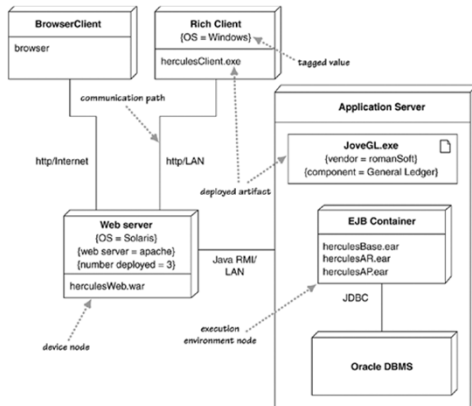 BrowserClient
browser
Rich Client
{OS = Windows}
herculesClient.exe
tagged value
communication path
http/Internet
http/LAN
deployed artifact
Application Server
JoveGL.exe
{vendor = romanSoft}
{component = General Ledger}
Web server
{OS = Solaris}
{web server = apache}
{number deployed = 3}
herculesWeb.war
Java RMI/
LAN
EJB Container
herculesBase.ear
herculesAR.ear
herculesAP.ear
JDBC
device node
execution
environment node
Oracle DBMS